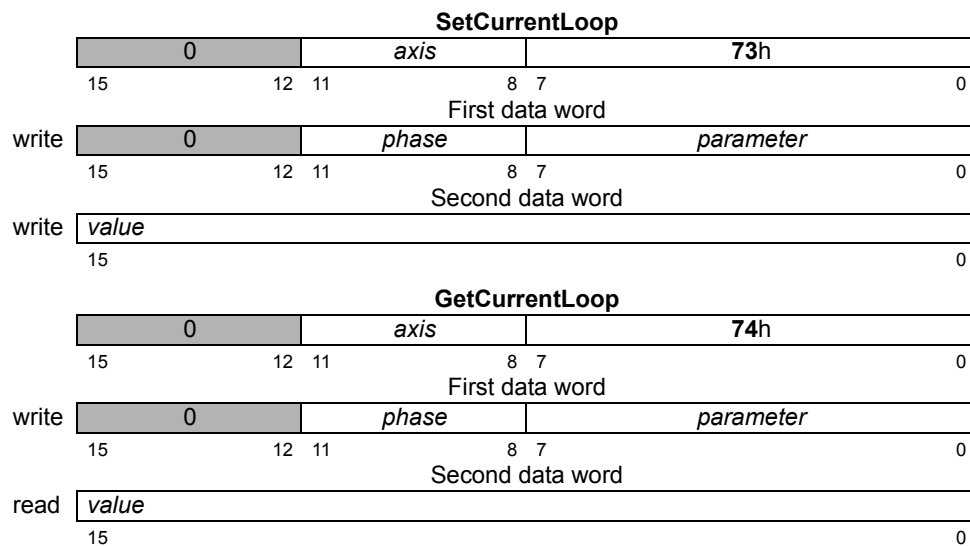 SetCurrentLoop
0 axis 73h
15 12 11 8 7 0
First data word
write 0 phase parameter
15 12 11 8 7 0
Second data word
write value
15 0
GetCurrentLoop
0 axis 74h
15 12 11 8 7 0
First data word
write 0 phase parameter
15 12 11 8 7 0
Second data word
read value
15 0